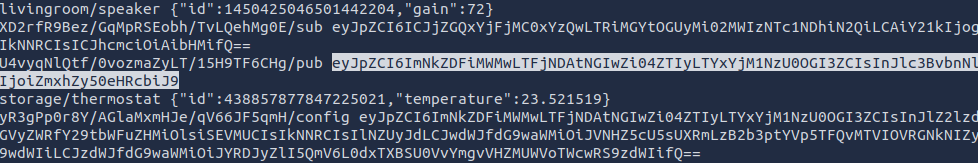 livingroom/speaker {"id":1450425046501442204,"gain":72}
XD2rfR9Bez/GqMpRSEobh/TvLQehMg0E/sub eyJpZCI6ICJjZGQxYjFjMC0xYzQwLTRiMGYtOGUyMi02MWIzNTc1NDhiN2QiLCAiY21kIjog
IkNNRCIsICJhcmciOiAibHMifQ==
U4vyqNlQtf/0vozmaZyLT/15H9TF6CHg/pub eyJpZCI6ImNkZDFiMWMwLTFjNDAtNGIwZi04ZTIyLTYxYjM1NzU0OGI3ZCIsInJlc3BvbnNl
IjoiZmxhZy50eHRcbiJ9
storage/thermostat {"id":438857877847225021,"temperature":23.521519}
yR3gPp0r8Y/AGlaMxmHJe/qV66JF5qmH/config eyJpZCI6ImNkZDFiMWMwLTFjNDAtNGIwZi04ZTIyLTYxYjM1NzU0OGI3ZCIsInJlZ2lzd
GVyZWRfY29tbWFuZHMiOlsiSEVMUCIsIkNNRCIsIlNZUyJdLCJwdWJfdG9waWMiOiJVNHZ5cU5sUXRmLzB2b3ptYVp5TFQvMTVIOVRGNkNIZy
9wdWIiLCJzdWJfdG9waWMiOiJYRDJyZlI5QmV6L0dxTXBSU0VvYmgvVHZMUWVoTWcwRS9zdWIifQ==